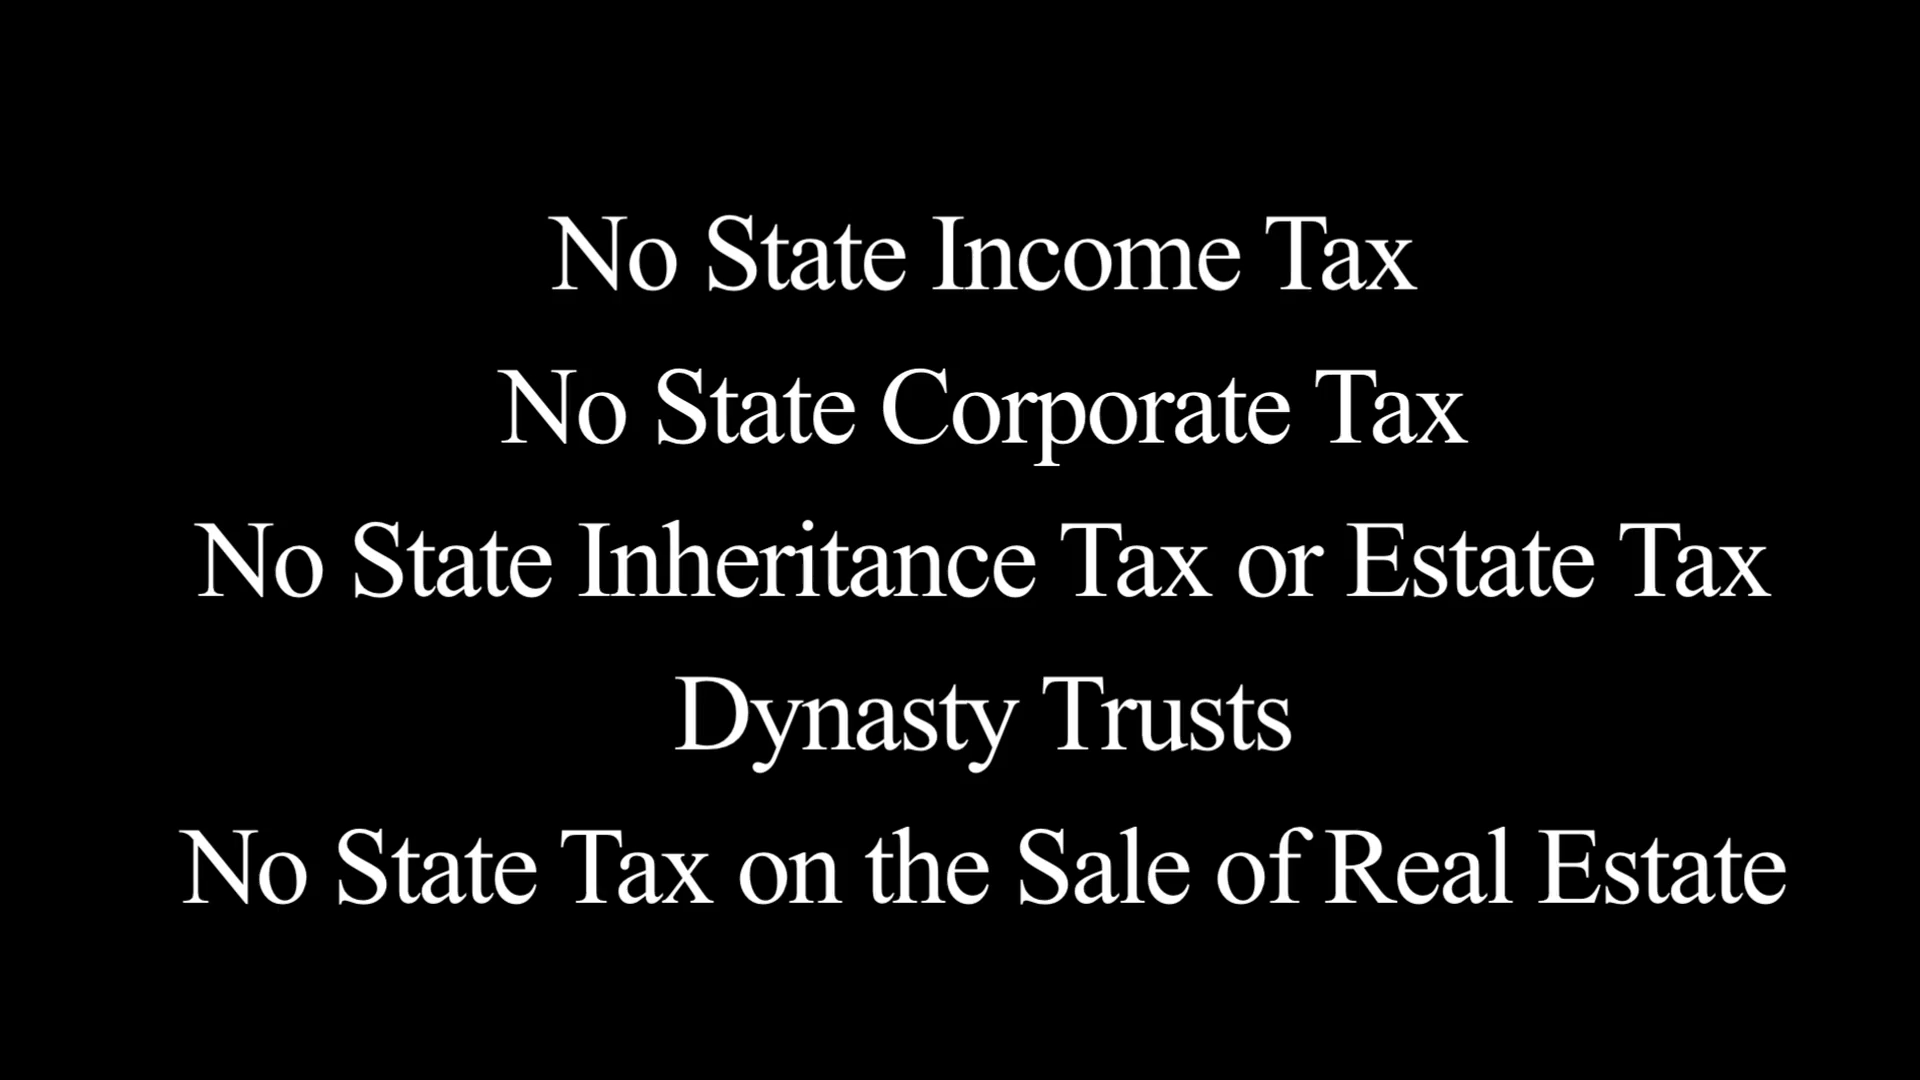 No State Income Tax
No State Corporate Tax
No State Inheritance Tax or Estate Tax
Dynasty Trusts
No State Tax on the Sale of Real Estate